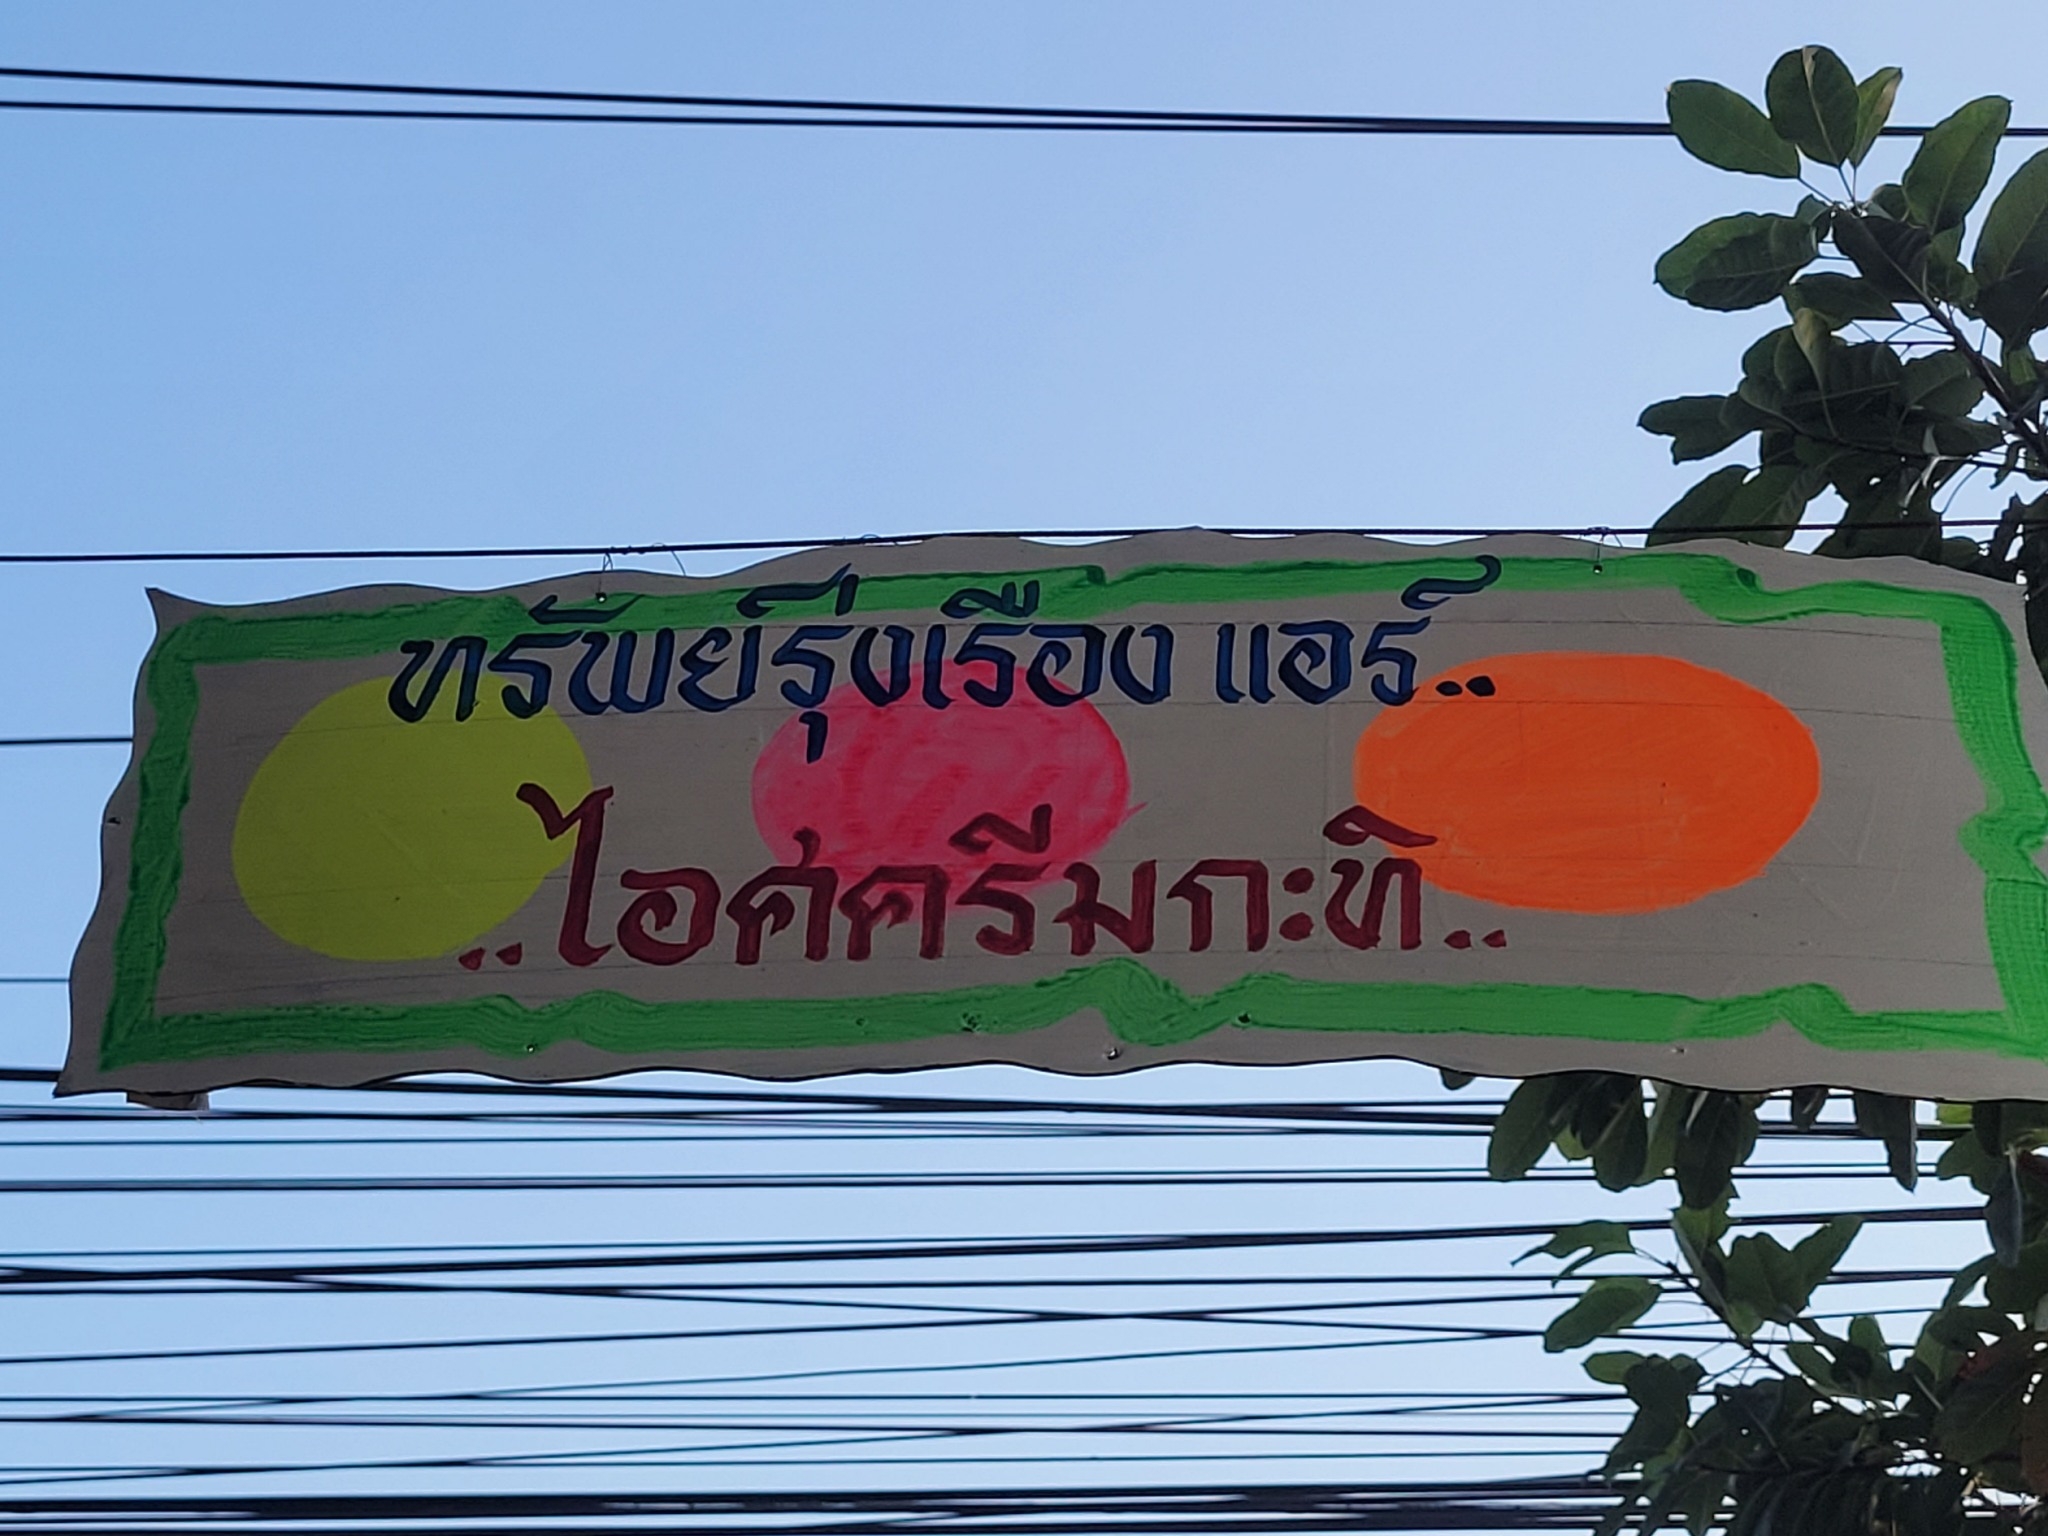 ทรัพย์รุ่งเรือง แอร์..
..ไอศครีมกะทิ..